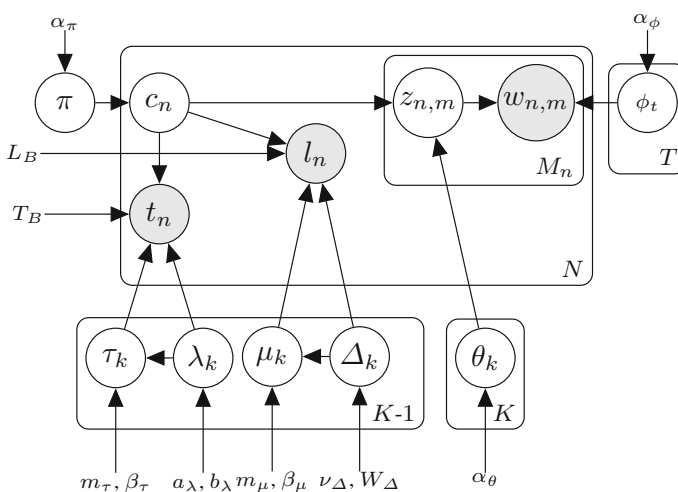 α_π α_ϕ
π c_n z_{n,m} w_{n,m} ϕ_t
L_B l_n M_n T
T_B t_n
N
τ_k λ_k μ_k Δ_k θ_k
K-1 K
m_τ, β_τ a_λ, b_λ m_μ, β_μ ν_Δ, W_Δ α_θ